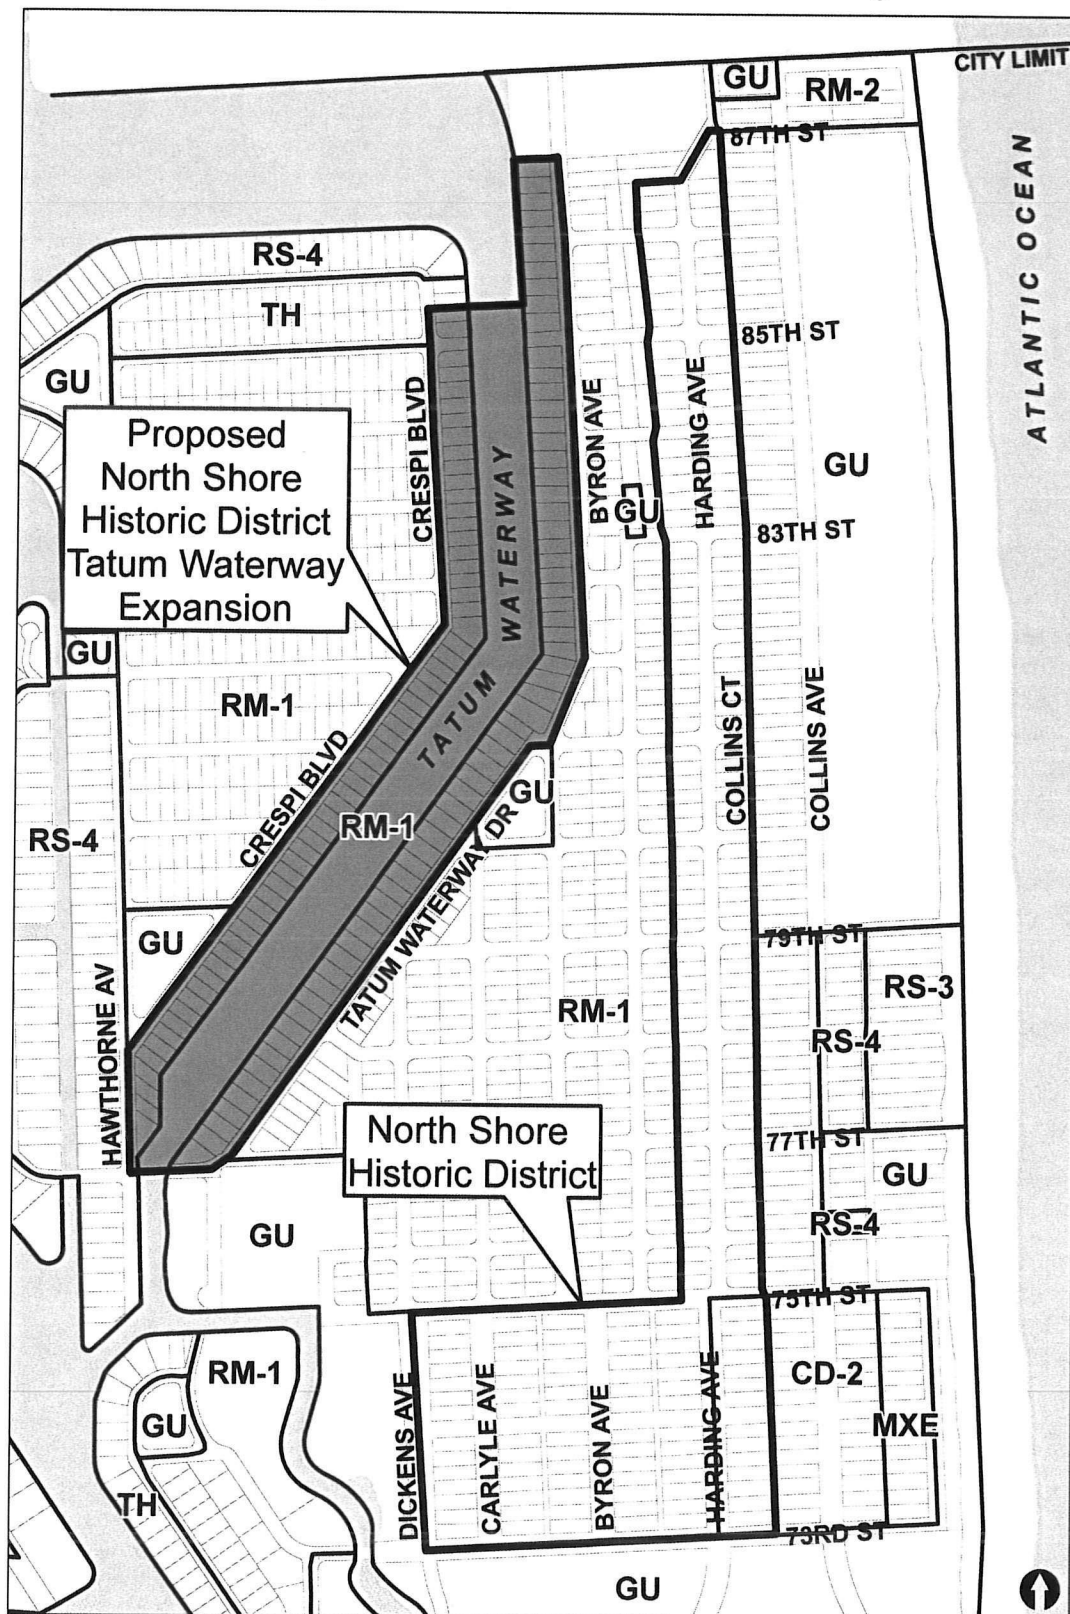 CITY LIMIT
GU
RM-2
87TH ST
ATLANTIC OCEAN
RS-4
TH
85TH ST
GU
CRESPI BLVD
BYRON AVE
HARDING AVE
GU
Proposed
North Shore
Historic District
Tatum Waterway
Expansion
TATUM WATERWAY
GU
83TH ST
GU
RM-1
COLLINS CT
COLLINS AVE
CRESPI BLVD
GU
RS-4
RM-1
TATUM WATERWAY DR
GU
79TH ST
RS-3
HAWTHORNE AV
RM-1
RS-4
North Shore
Historic District
77TH ST
GU
GU
RS-4
75TH ST
RM-1
CD-2
GU
DICKENS AVE
CARLYLE AVE
BYRON AVE
HARDING AVE
MXE
TH
73RD ST
GU